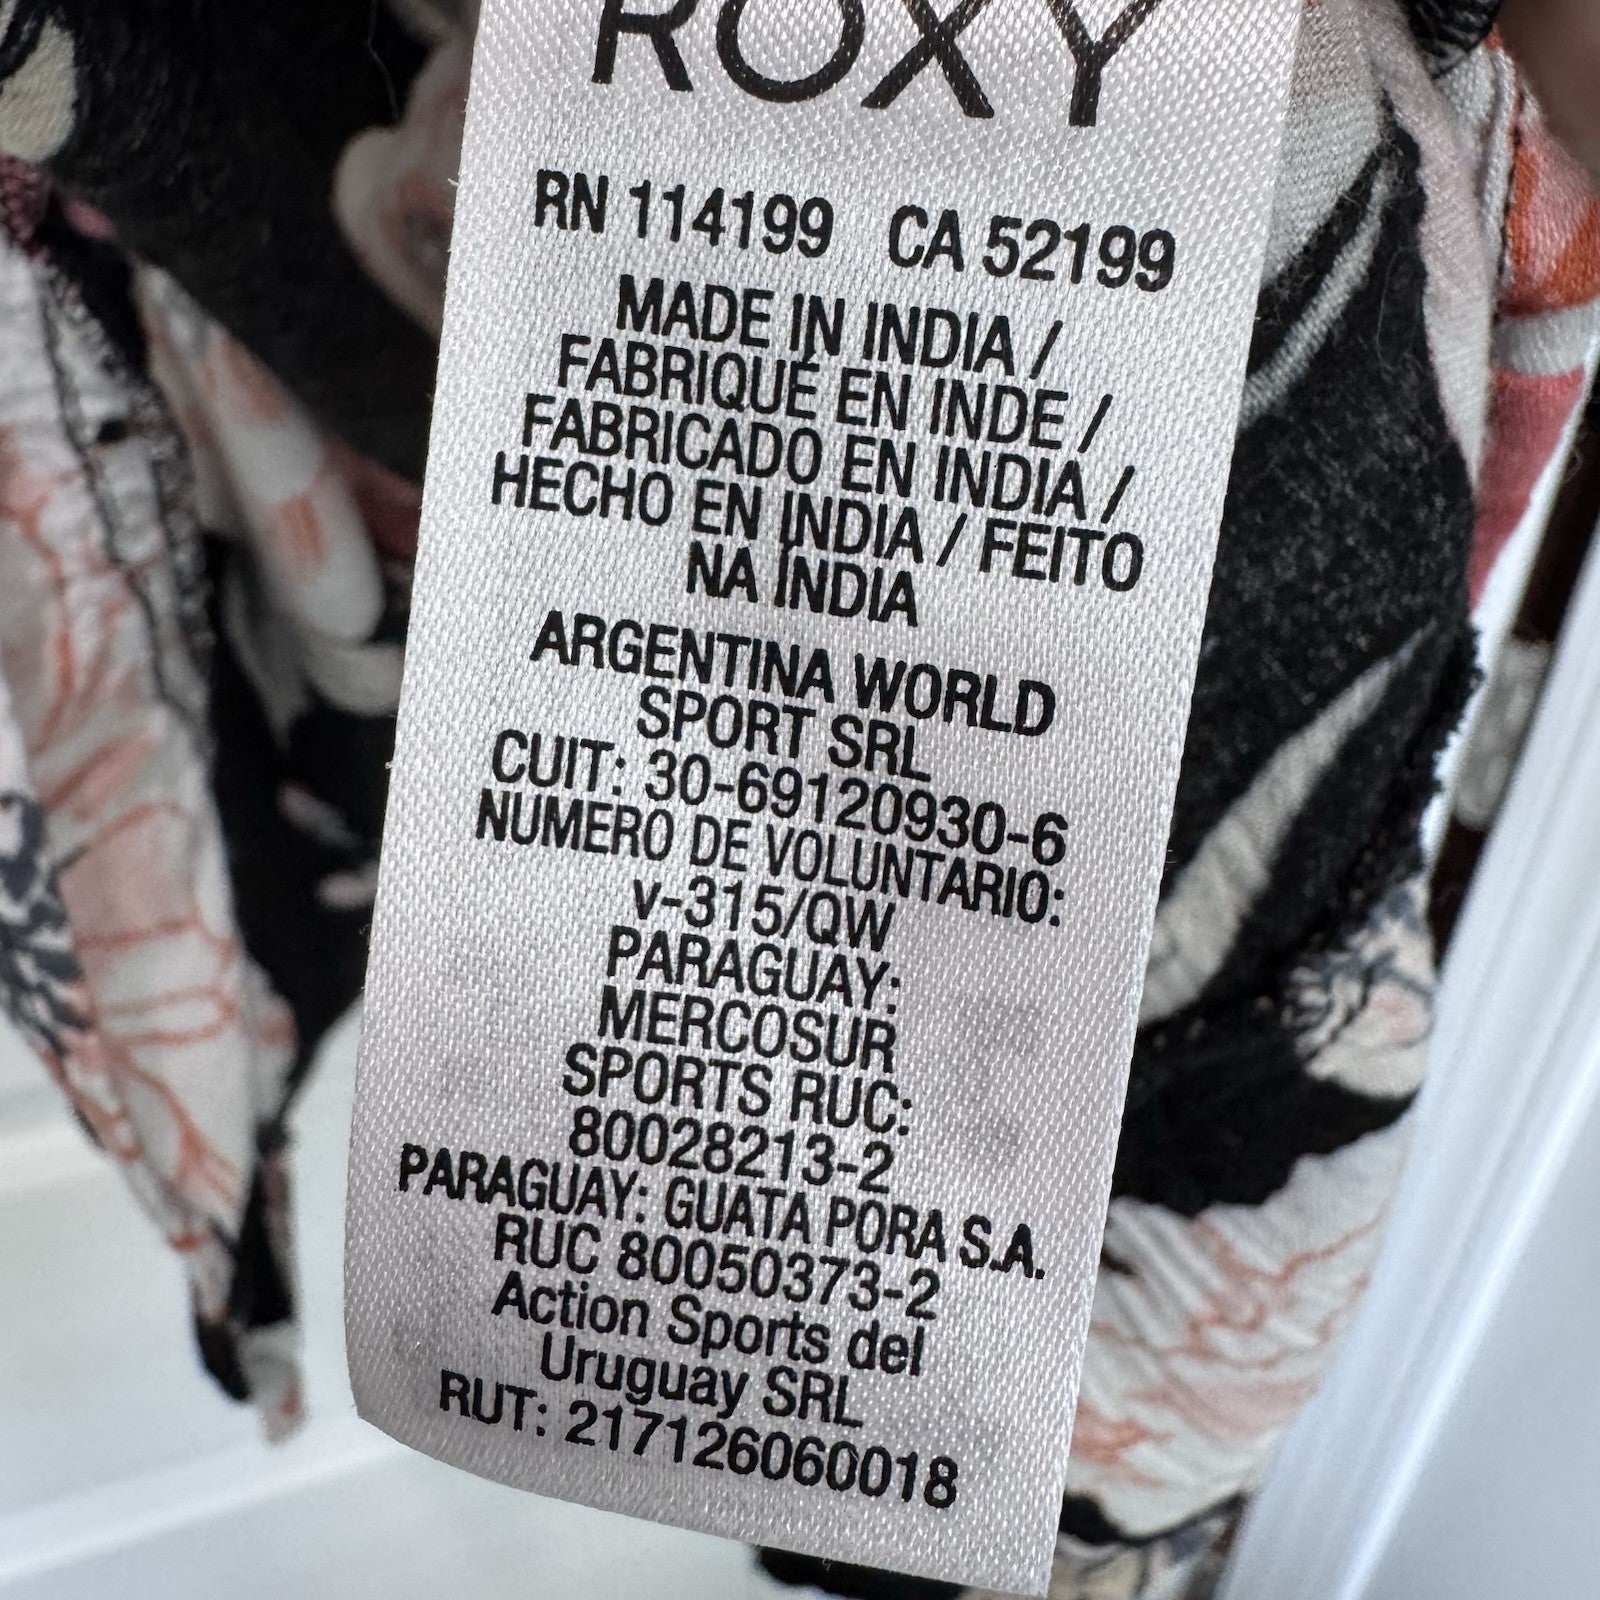 ROXY
RN 114199 CA 52199
MADE IN INDIA /
FABRIQUÉ EN INDE /
FABRICADO EN INDIA /
HECHO EN INDIA / FEITO
NA ÍNDIA
ARGENTINA WORLD
SPORT SRL
CUIT: 30-69120930-6
NUMERO DE VOLUNTARIO:
v-315/QW
PARAGUAY:
MERCOSUR
SPORTS RUC:
80028213-2
PARAGUAY: GUATA PORA S.A.
RUC 80050373-2
Action Sports del
Uruguay SRL
RUT: 217126060018